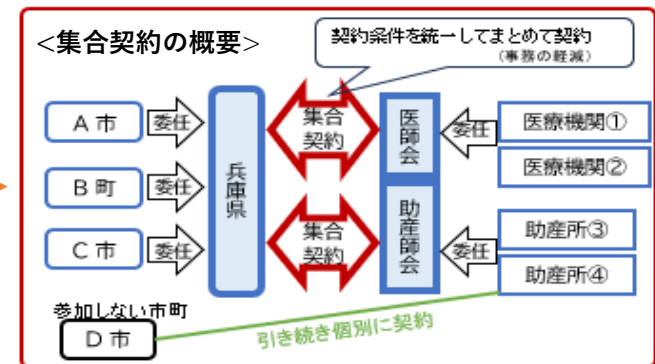 <集合契約の概要>
契約条件を統一してまとめて契約
(事務の軽減)
A市
委任
B町
委任
C市
委任
兵庫県
集合
契約
集合
契約
医師会
助産師会
委任
委任
医療機関①
医療機関②
助産所③
助産所④
参加しない市町
D市
引き続き個別に契約